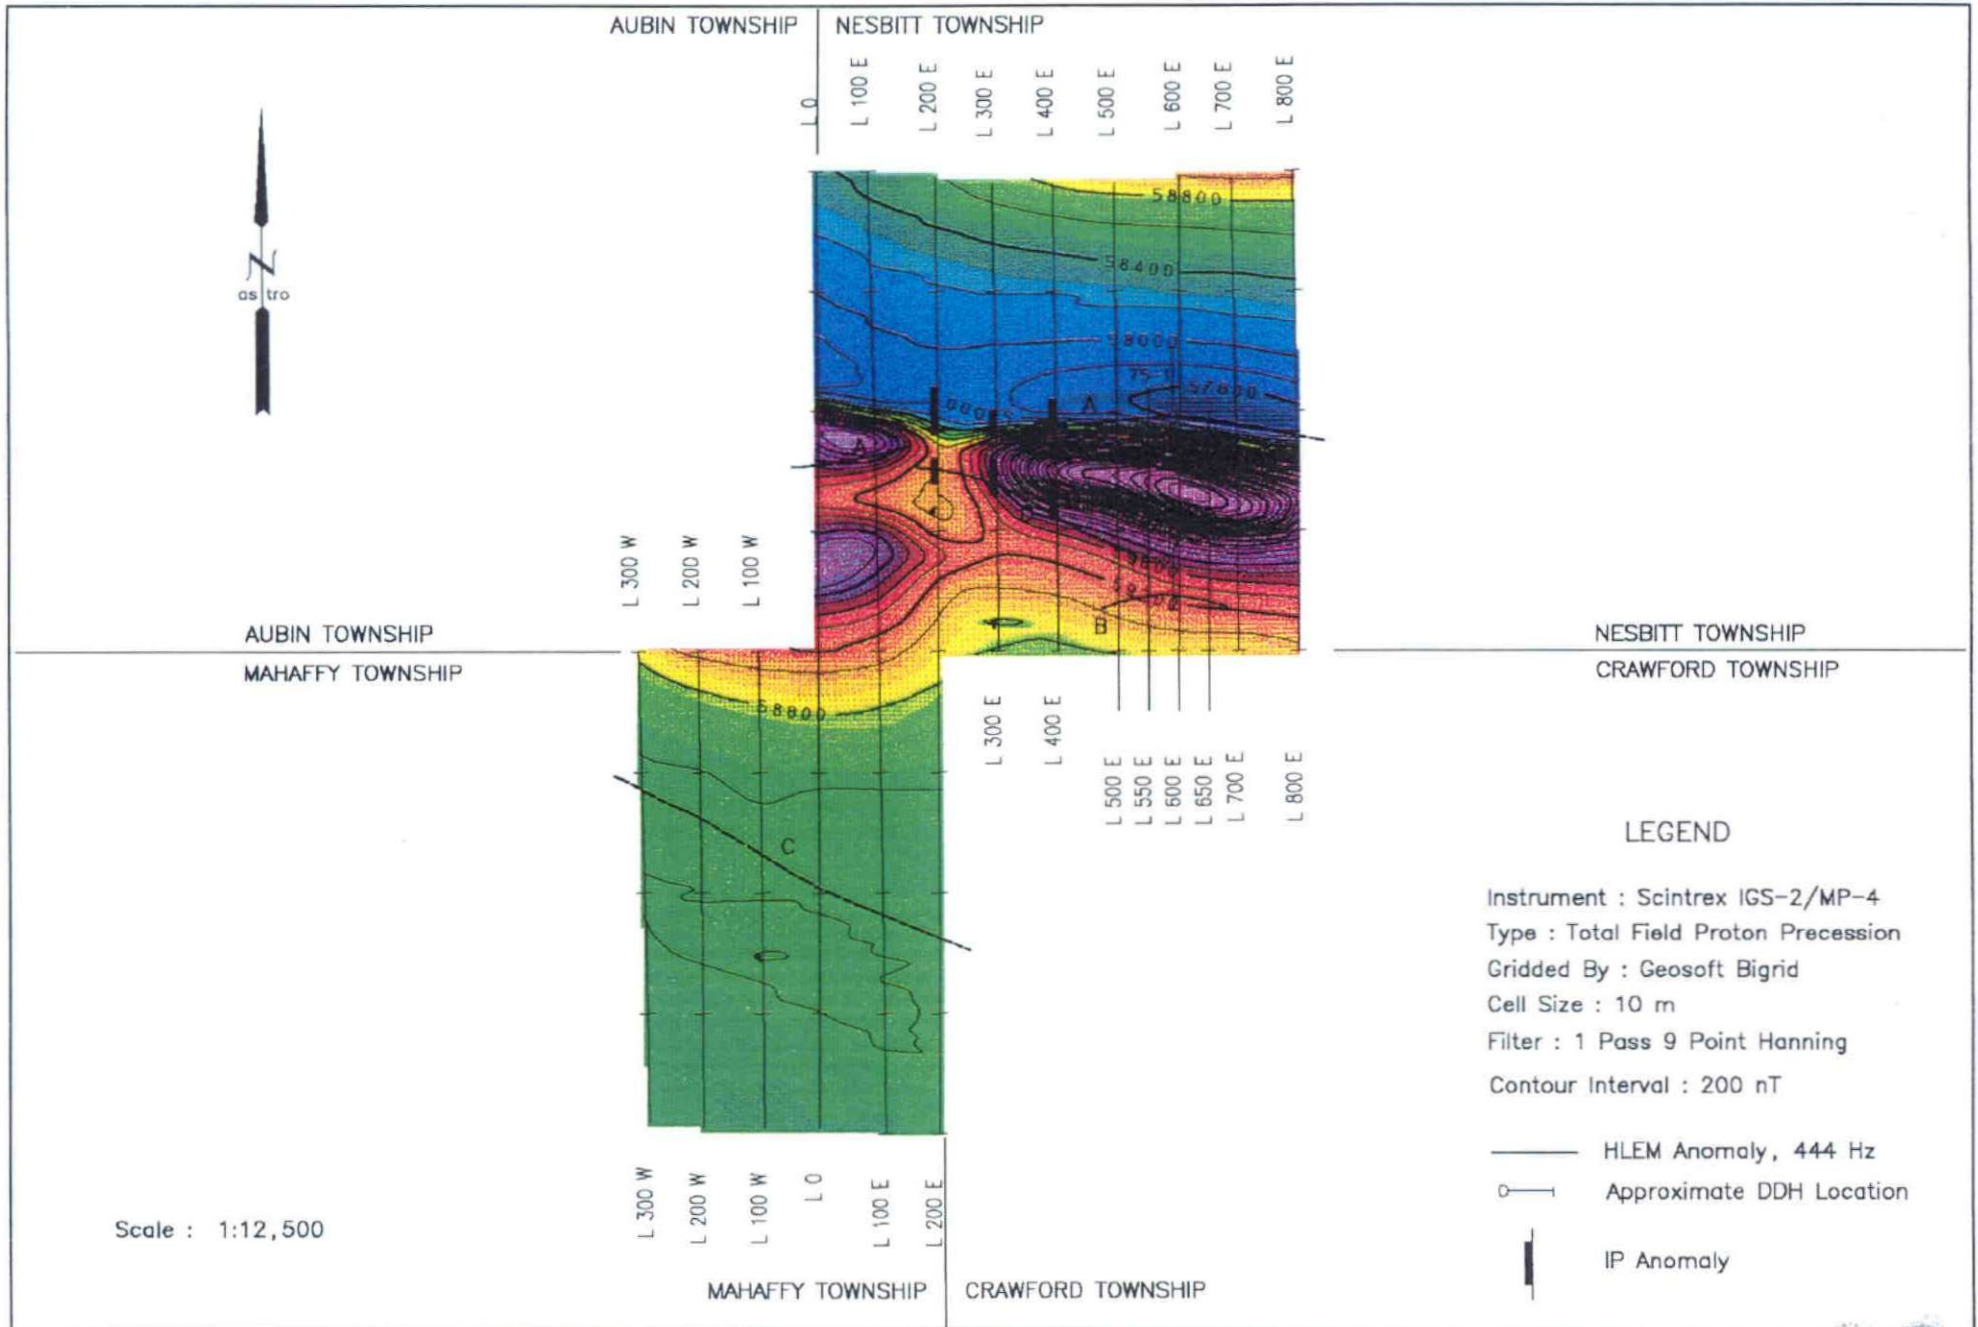 AUBIN TOWNSHIP
NESBITT TOWNSHIP
L 0
L 100 E
L 200 E
L 300 E
L 400 E
L 500 E
L 600 E
L 700 E
L 800 E
N
astro
58800
58400
58000
57800
A
A
B
L 300 W
L 200 W
L 100 W
AUBIN TOWNSHIP
MAHAFFY TOWNSHIP
NESBITT TOWNSHIP
CRAWFORD TOWNSHIP
58800
L 300 E
L 400 E
L 500 E
L 550 E
L 600 E
L 650 E
L 700 E
L 800 E
C
LEGEND
Instrument : Scintrex IGS-2/MP-4
Type : Total Field Proton Precession
Gridded By : Geosoft Bigrid
Cell Size : 10 m
Filter : 1 Pass 9 Point Hanning
Contour Interval : 200 nT
HLEM Anomaly, 444 Hz
Approximate DDH Location
IP Anomaly
L 300 W
L 200 W
L 100 W
L 0
L 100 E
L 200 E
Scale : 1:12,500
MAHAFFY TOWNSHIP
CRAWFORD TOWNSHIP